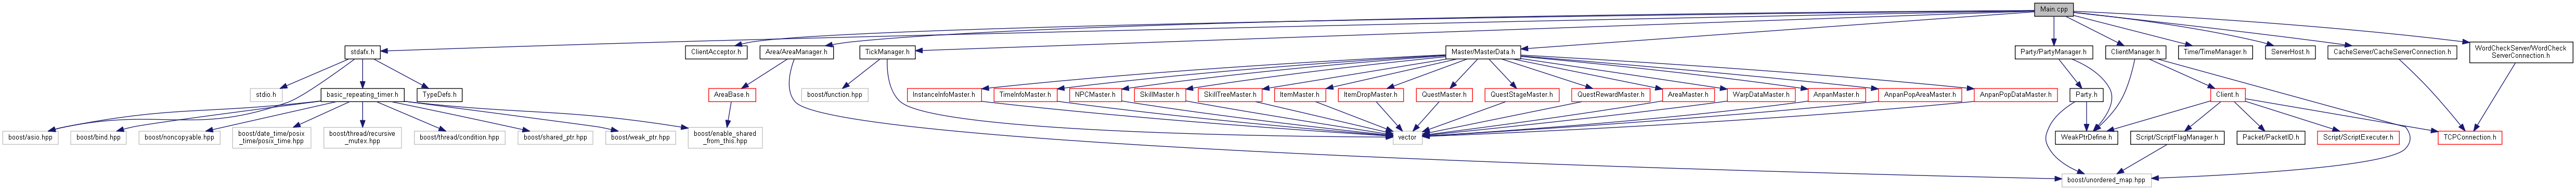 Main.cpp
stdafx.h
ClientAcceptor.h
Area/AreaManager.h
TickManager.h
Master/MasterData.h
Party/PartyManager.h
ClientManager.h
Time/TimeManager.h
ServerHost.h
CacheServer/CacheServerConnection.h
WordCheckServer/WordCheck
ServerConnection.h
stdio.h
basic_repeating_timer.h
TypeDefs.h
AreaBase.h
boost/function.hpp
InstanceInfoMaster.h
TimeInfoMaster.h
NPCMaster.h
SkillMaster.h
SkillTreeMaster.h
ItemMaster.h
ItemDropMaster.h
QuestMaster.h
QuestStageMaster.h
QuestRewardMaster.h
AreaMaster.h
WarpDataMaster.h
AnpanMaster.h
AnpanPopAreaMaster.h
AnpanPopDataMaster.h
Party.h
Client.h
boost/asio.hpp
boost/bind.hpp
boost/noncopyable.hpp
boost/date_time/posix
_time/posix_time.hpp
boost/thread/recursive
_mutex.hpp
boost/thread/condition.hpp
boost/shared_ptr.hpp
boost/weak_ptr.hpp
boost/enable_shared
_from_this.hpp
vector
WeakPtrDefine.h
Script/ScriptFlagManager.h
Packet/PacketID.h
Script/ScriptExecuter.h
TCPConnection.h
boost/unordered_map.hpp